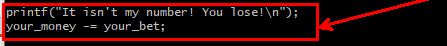 printf("It isn't my number! You lose!\n");
your_money -= your_bet;